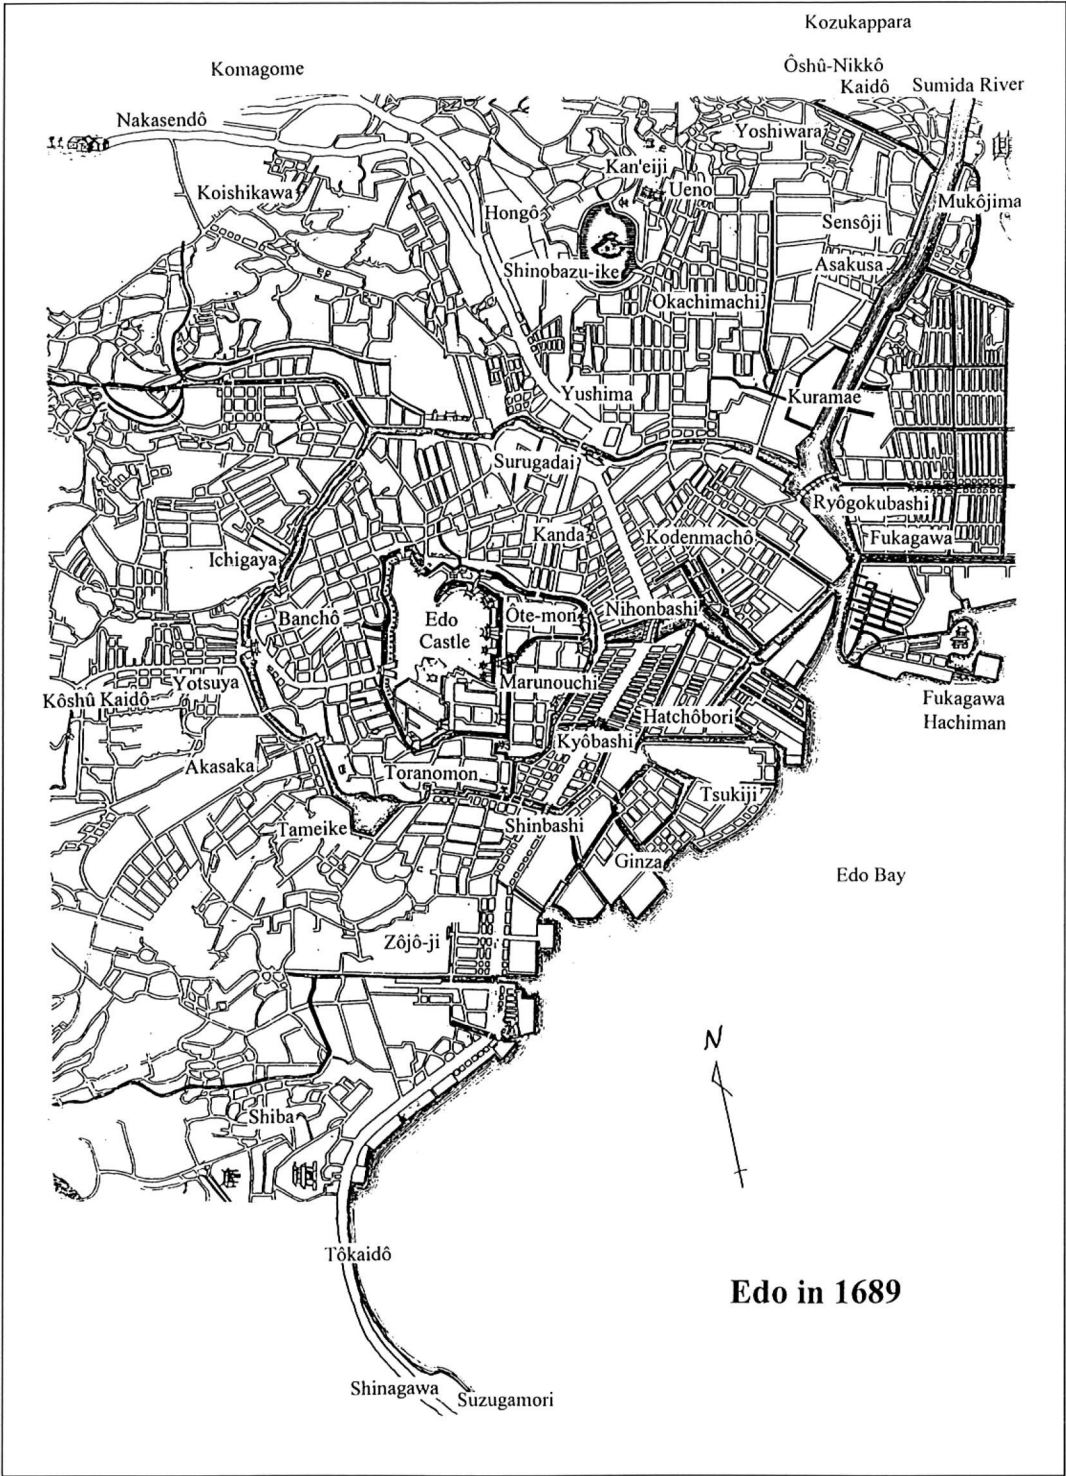 Kozukappara
Komagome
Ôshû-Nikkô
Kaidô
Sumida River
Nakasendô
Yoshiwara
Kan'eiji
Ueno
Koishikawa
Mukôjima
Hongô
Sensôji
Shinobazu-ike
Asakusa
Okachimachi
Yushima
Kuramae
Surugadai
Ryôgokubashi
Kanda
Kodenmachô
Fukagawa
Ichigaya
Banchô
Edo
Castle
Ôte-mon
Nihonbashi
Marunouchi
Yotsuya
Kôshû Kaidô
Fukagawa
Hachiman
Hatchôbori
Kyôbashi
Akasaka
Toranomon
Tsukiji
Tameike
Shinbashi
Ginza
Edo Bay
Zôjô-ji
N
Shiba
Tôkaidô
Edo in 1689
Shinagawa
Suzugamori